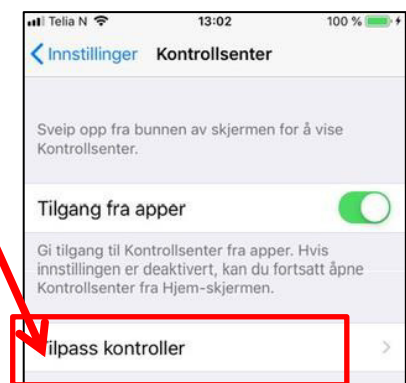 Telia N 13:02 100 %
Innstillinger Kontrollsenter
Sveip opp fra bunnen av skjermen for å vise
Kontrollsenter.
Tilgang fra apper
Gi tilgang til Kontrollsenter fra apper. Hvis
innstillingen er deaktivert, kan du fortsatt åpne
Kontrollsenter fra Hjem-skjermen.
Tilpass kontroller